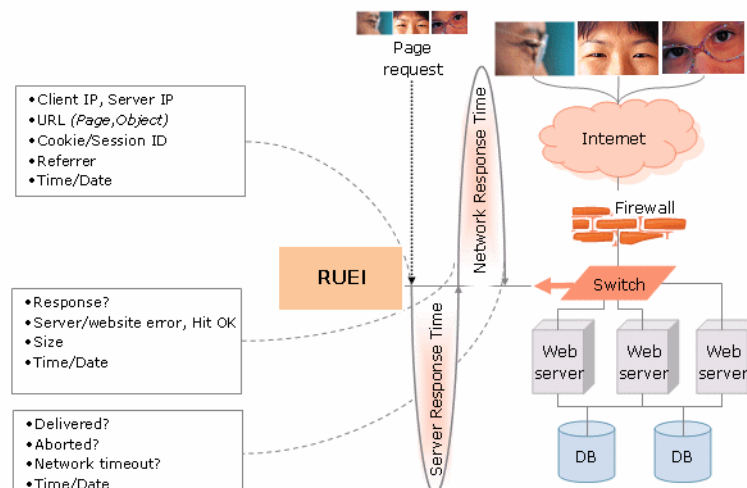 Page
request
• Client IP, Server IP
• URL (Page,Object)
• Cookie/Session ID
• Referrer
• Time/Date
Network Response Time
Internet
Firewall
RUEI
Switch
• Response?
• Server/website error, Hit OK
• Size
• Time/Date
Server Response Time
Web
server
Web
server
Web
server
• Delivered?
• Aborted?
• Network timeout?
• Time/Date
DB
DB